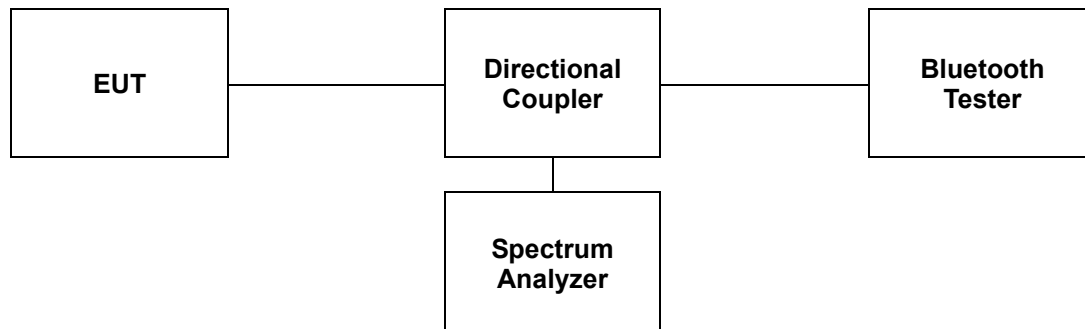 EUT
Directional
Coupler
Bluetooth
Tester
Spectrum
Analyzer